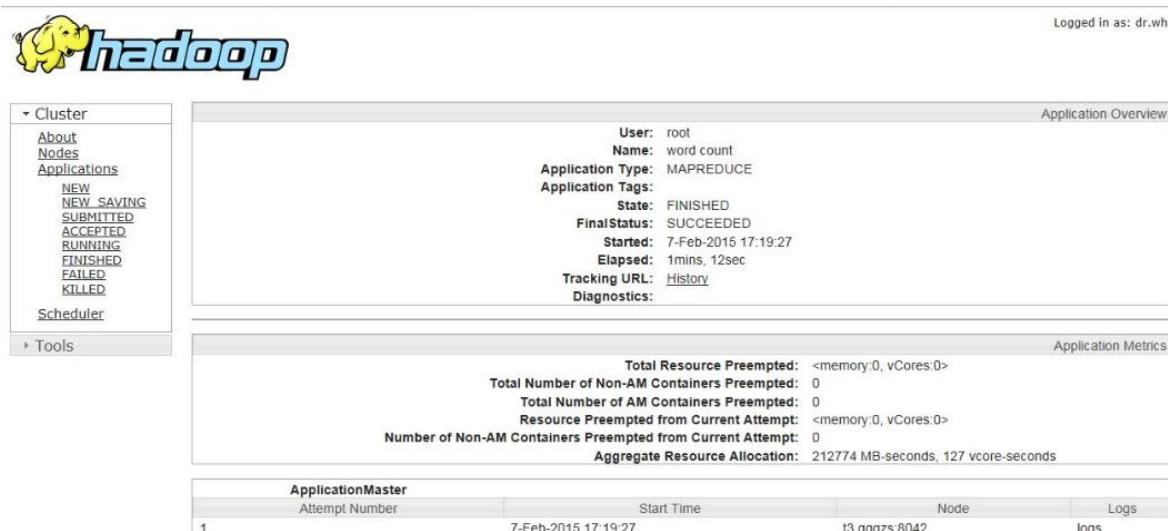 hadoop
Logged in as: dr.wh
Cluster
About
Nodes
Applications
NEW
NEW_SAVING
SUBMITTED
ACCEPTED
RUNNING
FINISHED
FAILED
KILLED
Scheduler
Tools
Application Overview
User: root
Name: word count
Application Type: MAPREDUCE
Application Tags:
State: FINISHED
FinalStatus: SUCCEEDED
Started: 7-Feb-2015 17:19:27
Elapsed: 1mins, 12sec
Tracking URL: History
Diagnostics:
Application Metrics
Total Resource Preempted: <memory:0, vCores:0>
Total Number of Non-AM Containers Preempted: 0
Total Number of AM Containers Preempted: 0
Resource Preempted from Current Attempt: <memory:0, vCores:0>
Number of Non-AM Containers Preempted from Current Attempt: 0
Aggregate Resource Allocation: 212774 MB-seconds, 127 vcore-seconds
ApplicationMaster
Attempt Number Start Time Node Logs
1 7-Feb-2015 17:19:27 logs